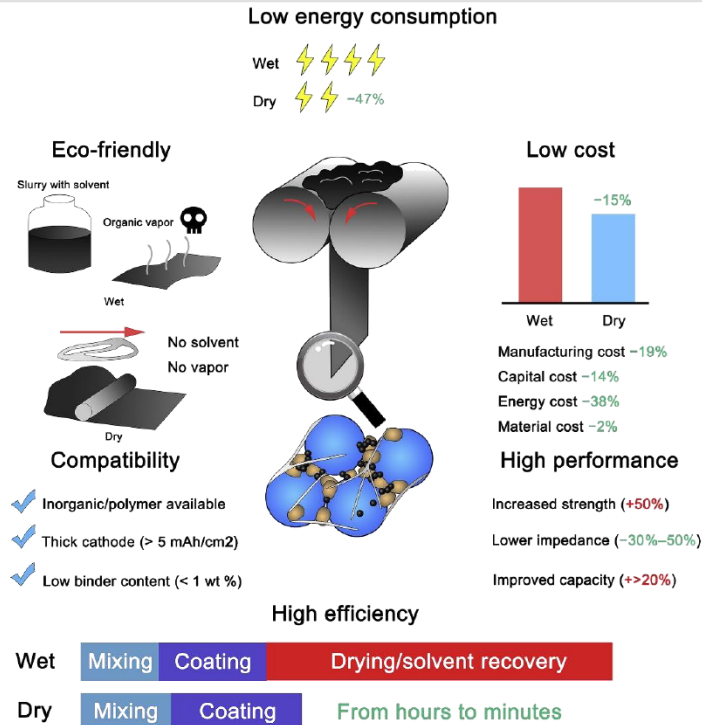 Low energy consumption
Wet
Dry −47%
Eco-friendly
Slurry with solvent
Organic vapor
Wet
No solvent
No vapor
Dry
Low cost
−15%
Wet Dry
Manufacturing cost −19%
Capital cost −14%
Energy cost −38%
Material cost −2%
Compatibility
Inorganic/polymer available
Thick cathode (> 5 mAh/cm2)
Low binder content (< 1 wt %)
High performance
Increased strength (+50%)
Lower impedance (−30%–50%)
Improved capacity (+>20%)
High efficiency
Wet Mixing Coating Drying/solvent recovery
Dry Mixing Coating From hours to minutes